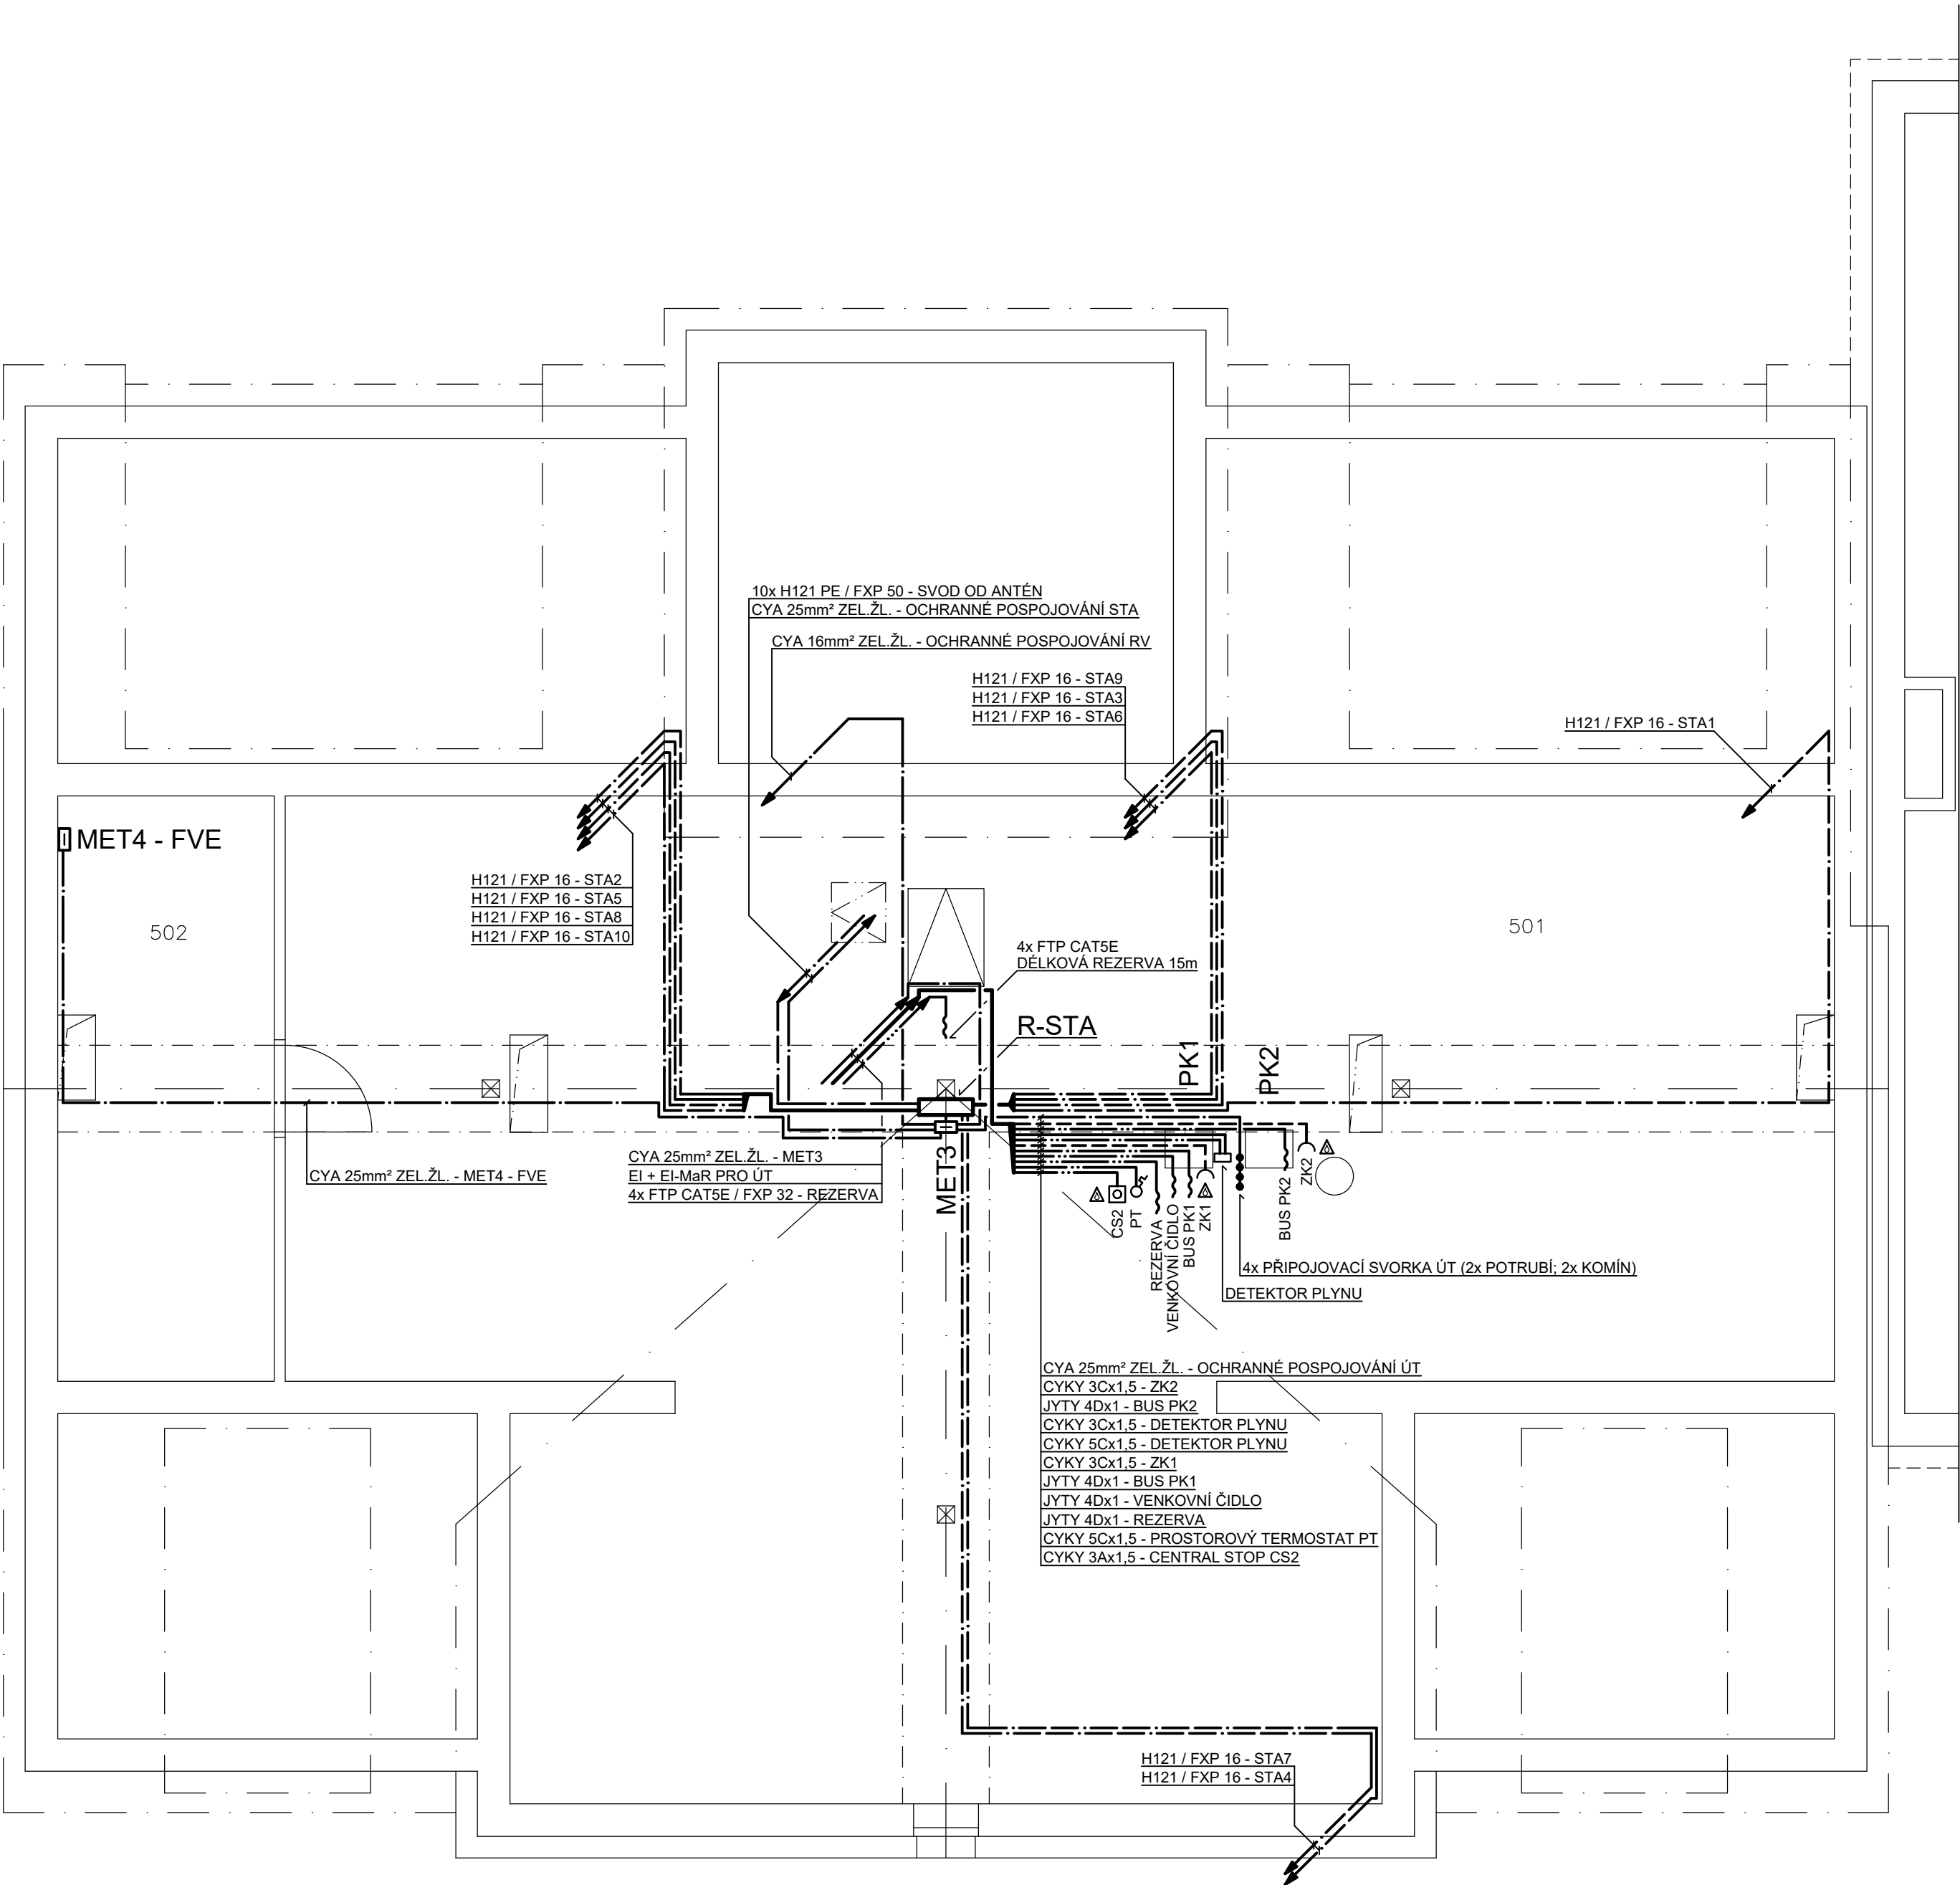 10x H121 PE / FXP 50 - SVOD OD ANTÉN
CYA 25mm² ZEL.ŽL. - OCHRANNÉ POSPOJOVÁNÍ STA
CYA 16mm² ZEL.ŽL. - OCHRANNÉ POSPOJOVÁNÍ RV
H121 / FXP 16 - STA9
H121 / FXP 16 - STA3
H121 / FXP 16 - STA6
H121 / FXP 16 - STA1
MET4 - FVE
H121 / FXP 16 - STA2
H121 / FXP 16 - STA5
H121 / FXP 16 - STA8
H121 / FXP 16 - STA10
502
501
4x FTP CAT5E
DÉLKOVÁ REZERVA 15m
R-STA
PK1
PK2
CYA 25mm² ZEL.ŽL. - MET4 - FVE
CYA 25mm² ZEL.ŽL. - MET3
EI + EI-MaR PRO ÚT
4x FTP CAT5E / FXP 32 - REZERVA
MET3
CS2
PT
REZERVA
VENKOVNÍ ČIDLO
BUS PK1
ZK1
BUS PK2
ZK2
4x PŘIPOJOVACÍ SVORKA ÚT (2x POTRUBÍ; 2x KOMÍN)
DETEKTOR PLYNU
CYA 25mm² ZEL.ŽL. - OCHRANNÉ POSPOJOVÁNÍ ÚT
CYKY 3Cx1,5 - ZK2
JYTY 4Dx1 - BUS PK2
CYKY 3Cx1,5 - DETEKTOR PLYNU
CYKY 5Cx1,5 - DETEKTOR PLYNU
CYKY 3Cx1,5 - ZK1
JYTY 4Dx1 - BUS PK1
JYTY 4Dx1 - VENKOVNÍ ČIDLO
JYTY 4Dx1 - REZERVA
CYKY 5Cx1,5 - PROSTOROVÝ TERMOSTAT PT
CYKY 3Ax1,5 - CENTRAL STOP CS2
H121 / FXP 16 - STA7
H121 / FXP 16 - STA4